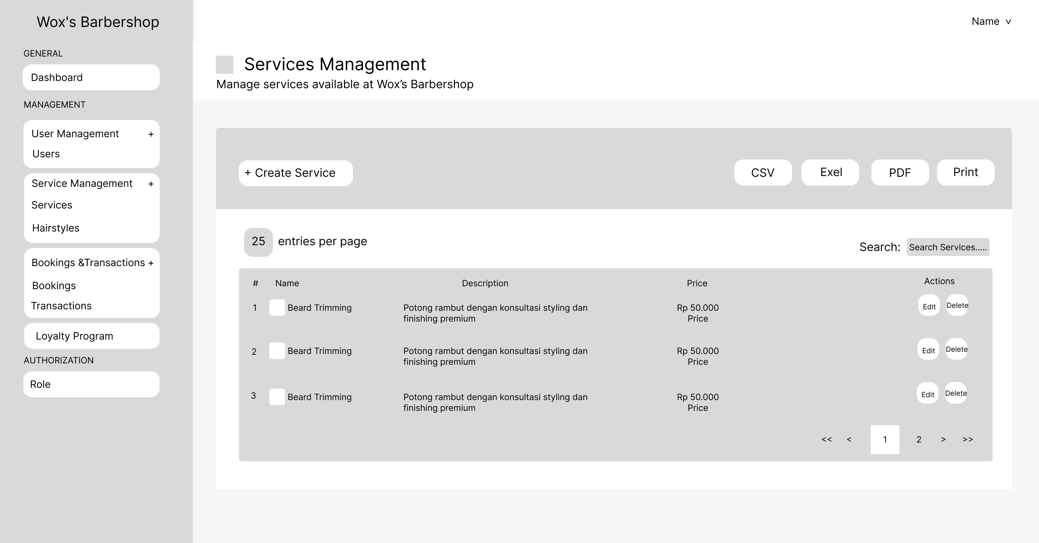 Wox's Barbershop
Name v
GENERAL
Dashboard
MANAGEMENT
User Management +
Users
Service Management +
Services
Hairstyles
Bookings &Transactions +
Bookings
Transactions
Loyalty Program
AUTHORIZATION
Role
Services Management
Manage services available at Wox's Barbershop
+ Create Service
CSV Exel PDF Print
25 entries per page
Search: Search Services.....
# Name Description Price Actions
1 Beard Trimming Potong rambut dengan konsultasi styling dan Rp 50.000 Edit Delete
finishing premium Price
2 Beard Trimming Potong rambut dengan konsultasi styling dan Rp 50.000 Edit Delete
finishing premium Price
3 Beard Trimming Potong rambut dengan konsultasi styling dan Rp 50.000 Edit Delete
finishing premium Price
<< < 1 2 > >>